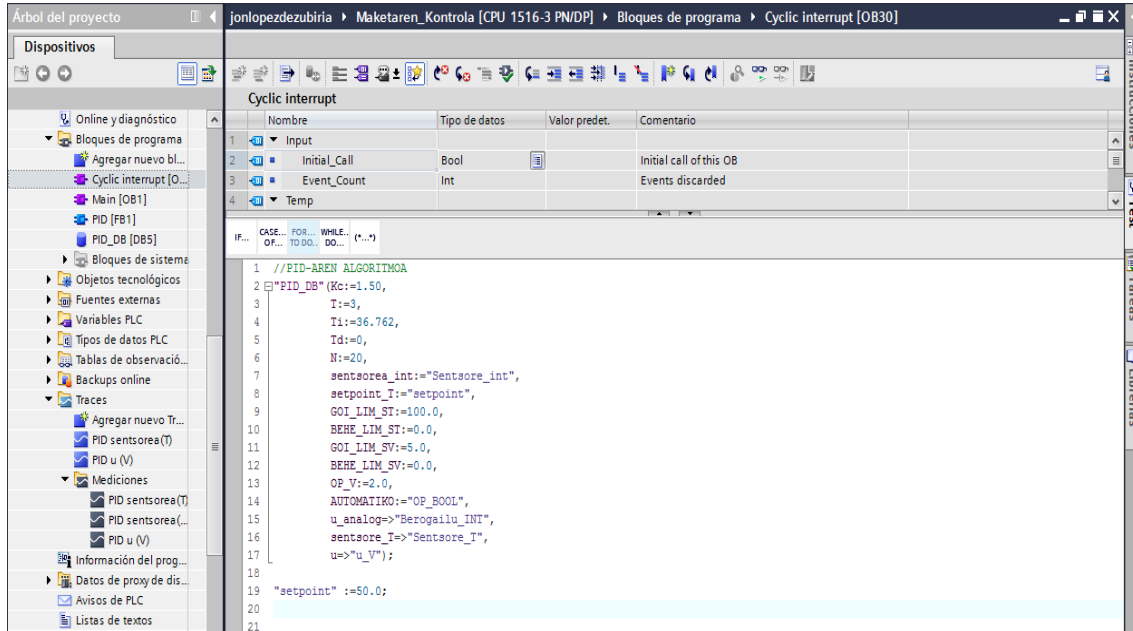 Árbol del proyecto
jonlopezdezubiria ▸ Maketaren_Kontrola [CPU 1516-3 PN/DP] ▸ Bloques de programa ▸ Cyclic interrupt [OB30]
Dispositivos
Online y diagnóstico
Bloques de programa
Agregar nuevo bl...
Cyclic interrupt [O...
Main [OB1]
PID [FB1]
PID_DB [DB5]
Bloques de sistema
Objetos tecnológicos
Fuentes externas
Variables PLC
Tipos de datos PLC
Tablas de observació...
Backups online
Traces
Agregar nuevo Tr...
PID sentsorea(T)
PID u (V)
Mediciones
PID sentsorea(T)
PID sentsorea(...
PID u (V)
Información del prog...
Datos de proxy de dis...
Avisos de PLC
Listas de textos
Cyclic interrupt
Nombre Tipo de datos Valor predet. Comentario
1 Input
2 Initial_Call Bool Initial call of this OB
3 Event_Count Int Events discarded
4 Temp
IF... CASE... FOR... WHILE.. (*...*)
OF... TO DO.. DO...
1 //PID-AREN ALGORITMOA
2 "PID_DB"(Kc:=1.50,
3 T:=3,
4 Ti:=36.762,
5 Td:=0,
6 N:=20,
7 sentsorea_int:="Sentsore_int",
8 setpoint_T:="setpoint",
9 GOI_LIM_ST:=100.0,
10 BEHE_LIM_ST:=0.0,
11 GOI_LIM_SV:=5.0,
12 BEHE_LIM_SV:=0.0,
13 OP_V:=2.0,
14 AUTOMATIKO:="OP_BOOL",
15 u_analog=>"Berogailu_INT",
16 sentsore_T=>"Sentsore_T",
17 u=>"u_V");
18
19 "setpoint" :=50.0;
20
21
Instrucciones
Test
Tareas
Librerías